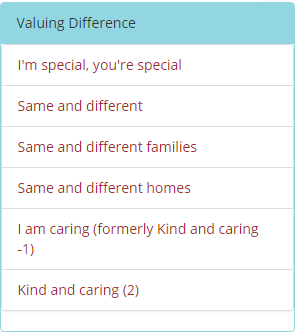 Valuing Difference
I'm special, you're special
Same and different
Same and different families
Same and different homes
I am caring (formerly Kind and caring
-1)
Kind and caring (2)